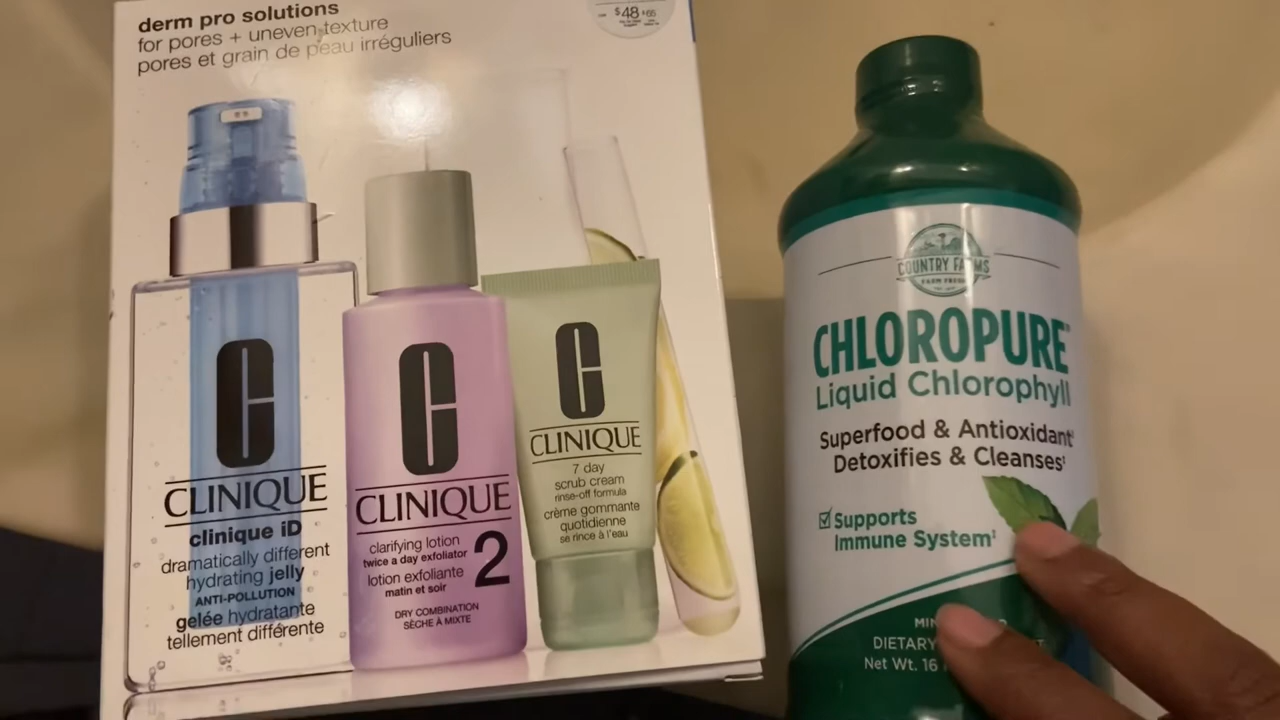 derm pro solutions
for pores + uneven texture
pores et grain de peau irréguliers
$48
CLINIQUE
clinique iD
dramatically different
hydrating jelly
ANTI-POLLUTION
gelée hydratante
tellement différente
CLINIQUE
clarifying lotion 2
twice a day exfoliator
lotion exfoliante
matin et soir
DRY COMBINATION
SÈCHE À MIXTE
CLINIQUE
7 day
scrub cream
rinse-off formula
crème gommante
quotidienne
se rince à l'eau
COUNTRY FARMS
FARM FRESH
CHLOROPURE
Liquid Chlorophyll
Superfood & Antioxidant‡
Detoxifies & Cleanses‡
Supports
Immune System‡
DIETARY
Net Wt. 16